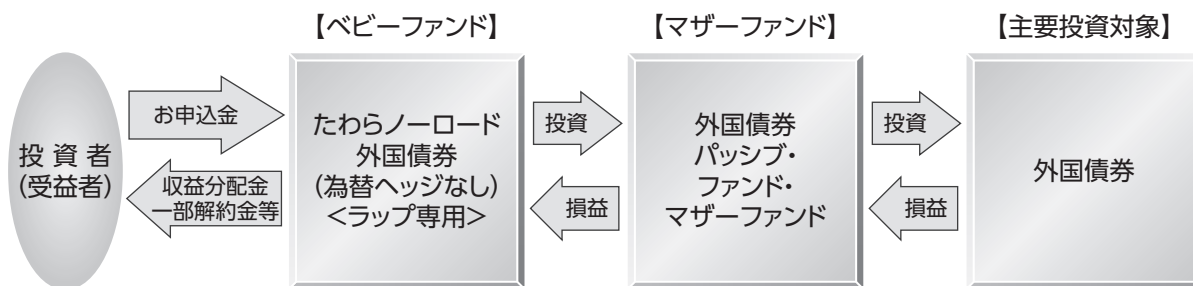 【ベビーファンド】
【マザーファンド】
【主要投資対象】
投資者
(受益者)
お申込金
収益分配金
一部解約金等
たわらノーロード
外国債券
(為替ヘッジなし)
<ラップ専用>
投資
損益
外国債券
パッシブ・
ファンド・
マザーファンド
投資
損益
外国債券